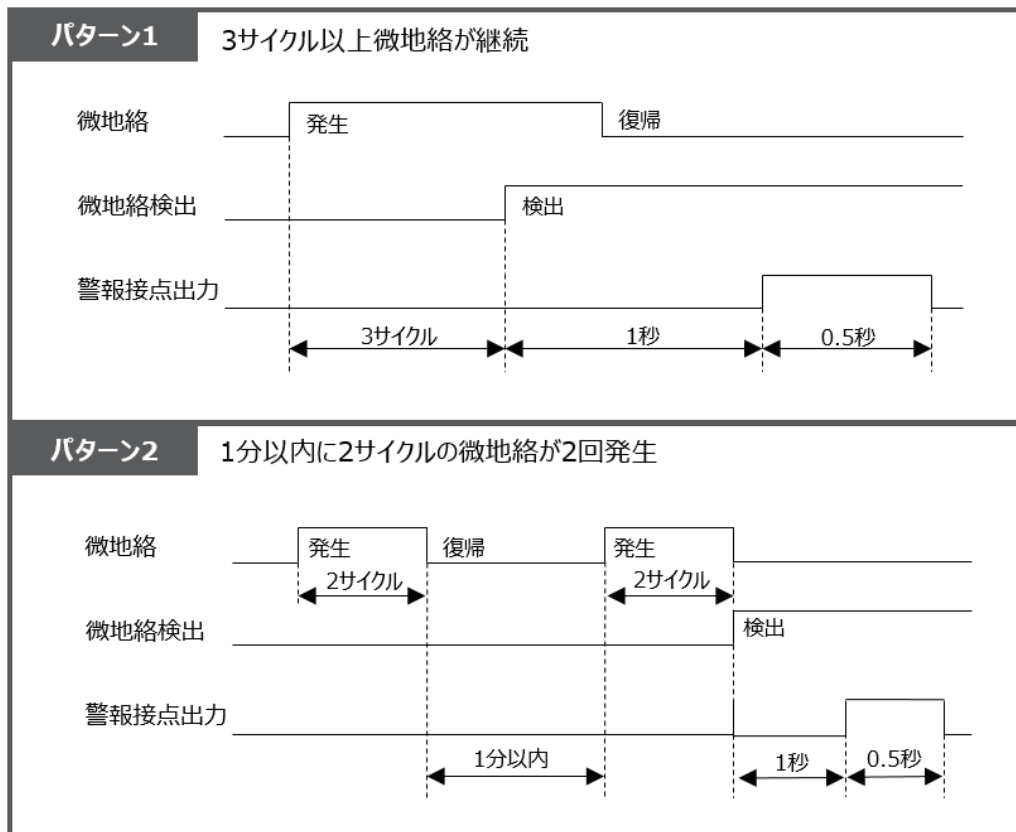 パターン1
3サイクル以上微地絡が継続
微地絡
発生
復帰
微地絡検出
検出
警報接点出力
3サイクル
1秒
0.5秒
パターン2
1分以内に2サイクルの微地絡が2回発生
微地絡
発生
復帰
発生
2サイクル
2サイクル
微地絡検出
検出
警報接点出力
1分以内
1秒
0.5秒